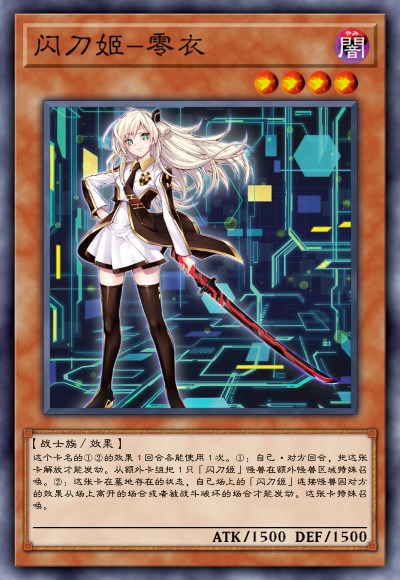 闪刀姬-零衣
やみ
闇
【战士族／效果】
这个卡名的①②的效果1回合各能使用1次。①：自己·对方回合，把这张
卡解放才能发动。从额外卡组把1只「闪刀姬」怪兽在额外怪兽区域特殊召
唤。②：这张卡在墓地存在的状态，自己场上的「闪刀姬」连接怪兽因对方
的效果从场上离开的场合或者被战斗破坏的场合才能发动。这张卡特殊召
唤。
ATK/1500 DEF/1500